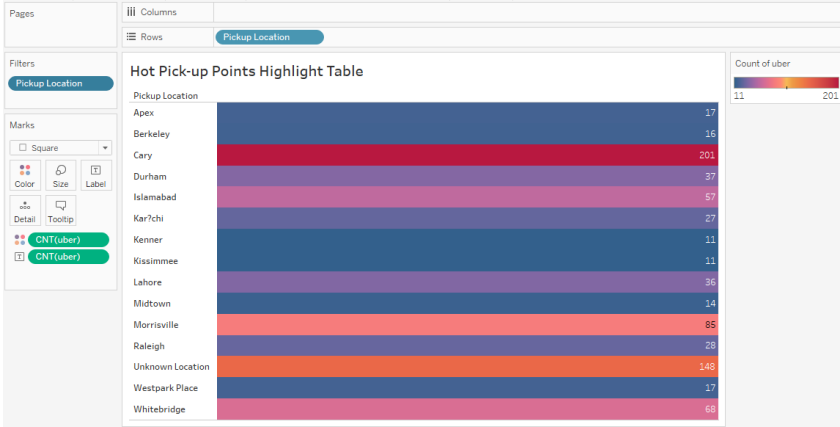 Pages
Columns
Rows
Pickup Location
Filters
Pickup Location
Marks
Square
Color
Size
Label
Detail
Tooltip
CNT(uber)
CNT(uber)
Hot Pick-up Points Highlight Table
Pickup Location
Apex 17
Berkeley 16
Cary 201
Durham 37
Islamabad 57
Kar?chi 27
Kenner 11
Kissimmee 11
Lahore 36
Midtown 14
Morrisville 85
Raleigh 28
Unknown Location 148
Westpark Place 17
Whitebridge 68
Count of uber
11 201